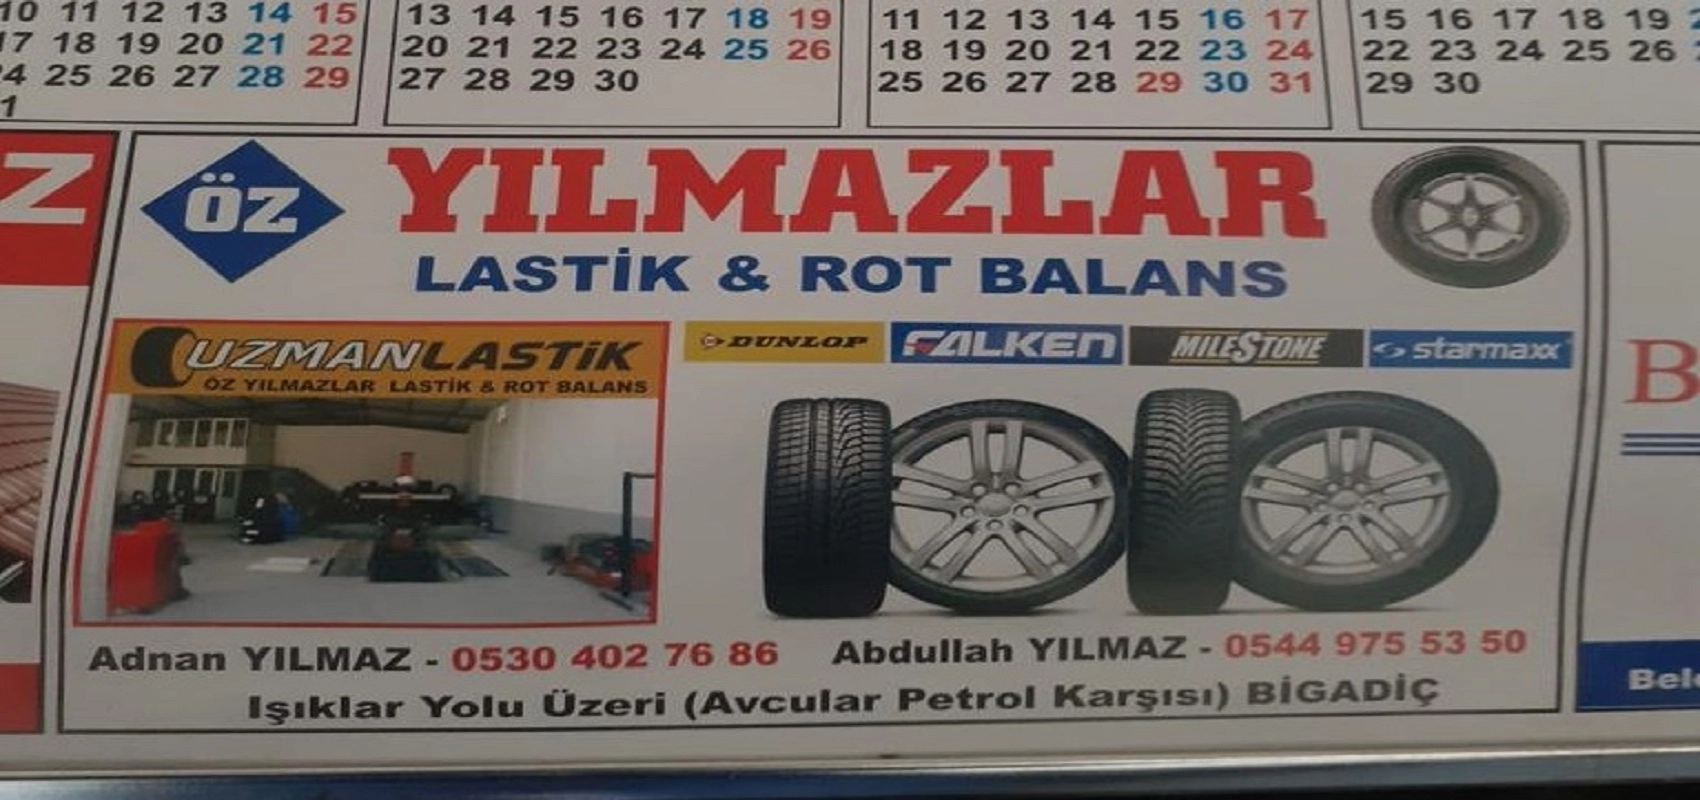 10 11 12 13 14 15
17 18 19 20 21 22
24 25 26 27 28 29
13 14 15 16 17 18 19
20 21 22 23 24 25 26
27 28 29 30
11 12 13 14 15 16 17
18 19 20 21 22 23 24
25 26 27 28 29 30 31
15 16 17 18 19
22 23 24 25 26
29 30
Z
ÖZ
YILMAZLAR
LASTİK & ROT BALANS
UZMANLASTİK
ÖZ YILMAZLAR LASTİK & ROT BALANS
DUNLOP FALKEN MILESTONE starmaxx
Adnan YILMAZ - 0530 402 76 86 Abdullah YILMAZ - 0544 975 53 50
Işıklar Yolu Üzeri (Avcular Petrol Karşısı) BİGADİÇ
B